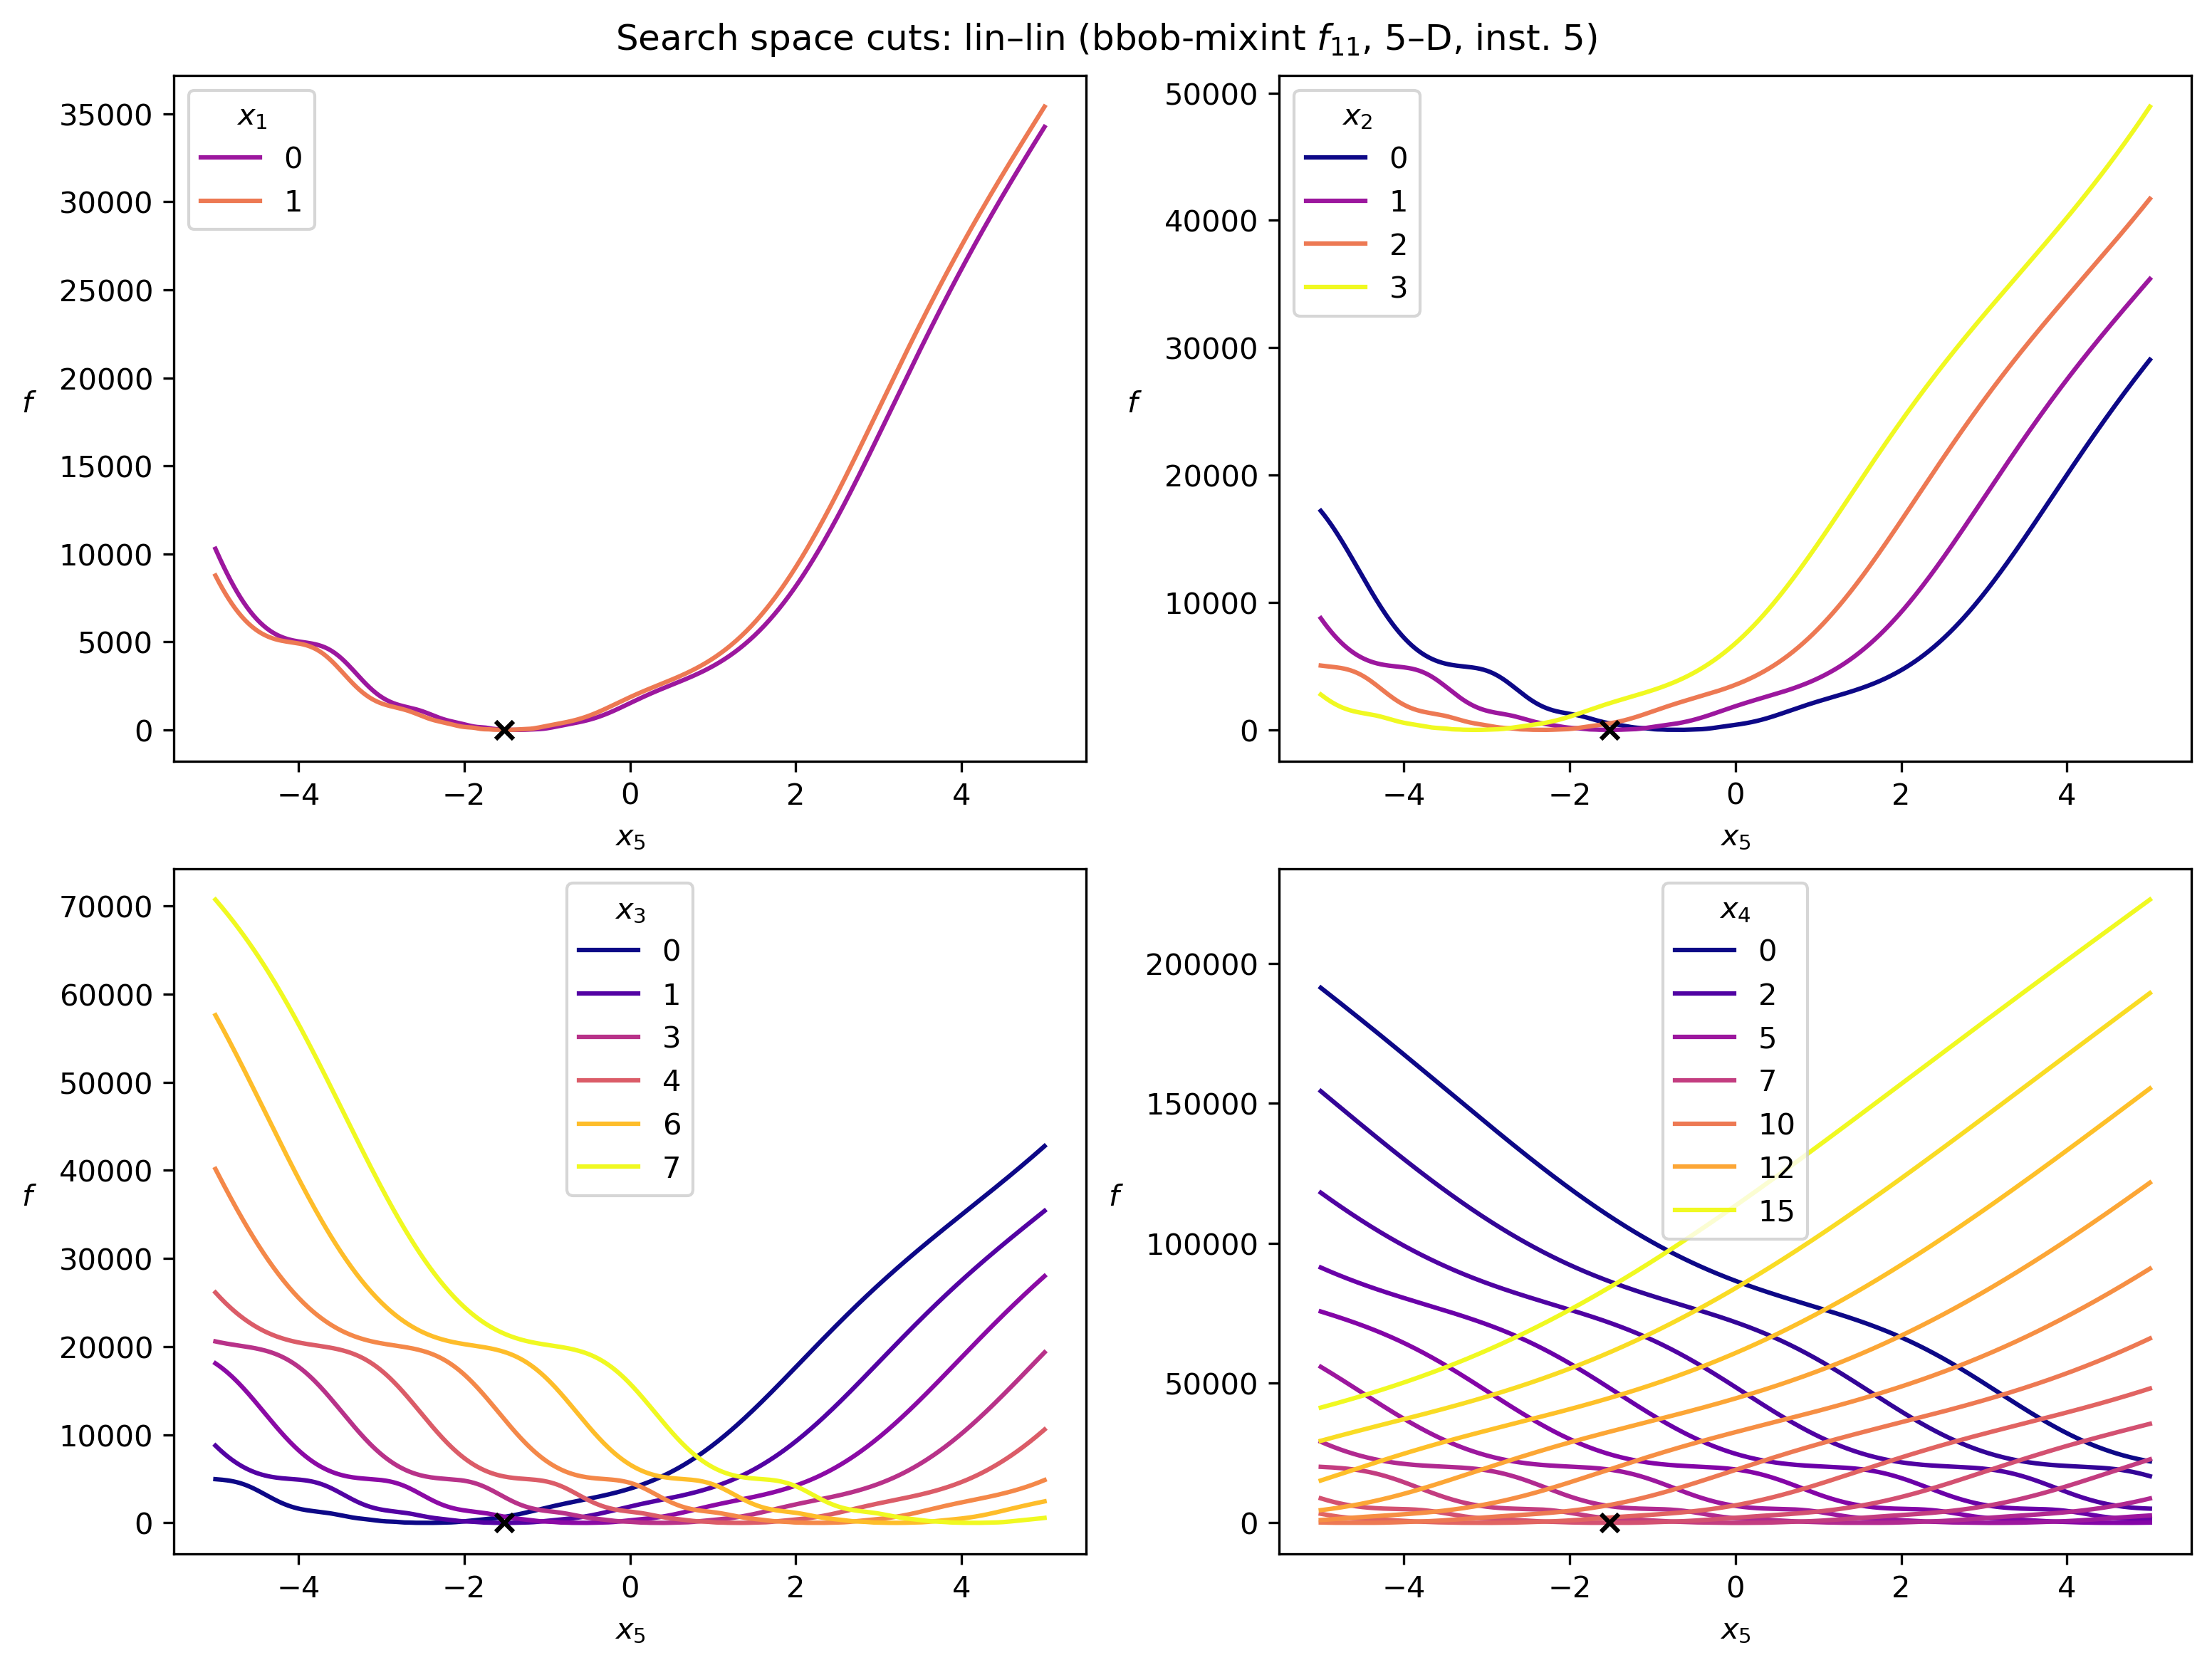 Search space cuts: lin–lin (bbob-mixint f₁₁, 5–D, inst. 5)
35000
30000
25000
20000
15000
10000
5000
0
f
x₁
0
1
−4 −2 0 2 4
x₅
50000
40000
30000
20000
10000
0
f
x₂
0
1
2
3
−4 −2 0 2 4
x₅
70000
60000
50000
40000
30000
20000
10000
0
f
x₃
0
1
3
4
6
7
−4 −2 0 2 4
x₅
200000
150000
100000
50000
0
f
x₄
0
2
5
7
10
12
15
−4 −2 0 2 4
x₅